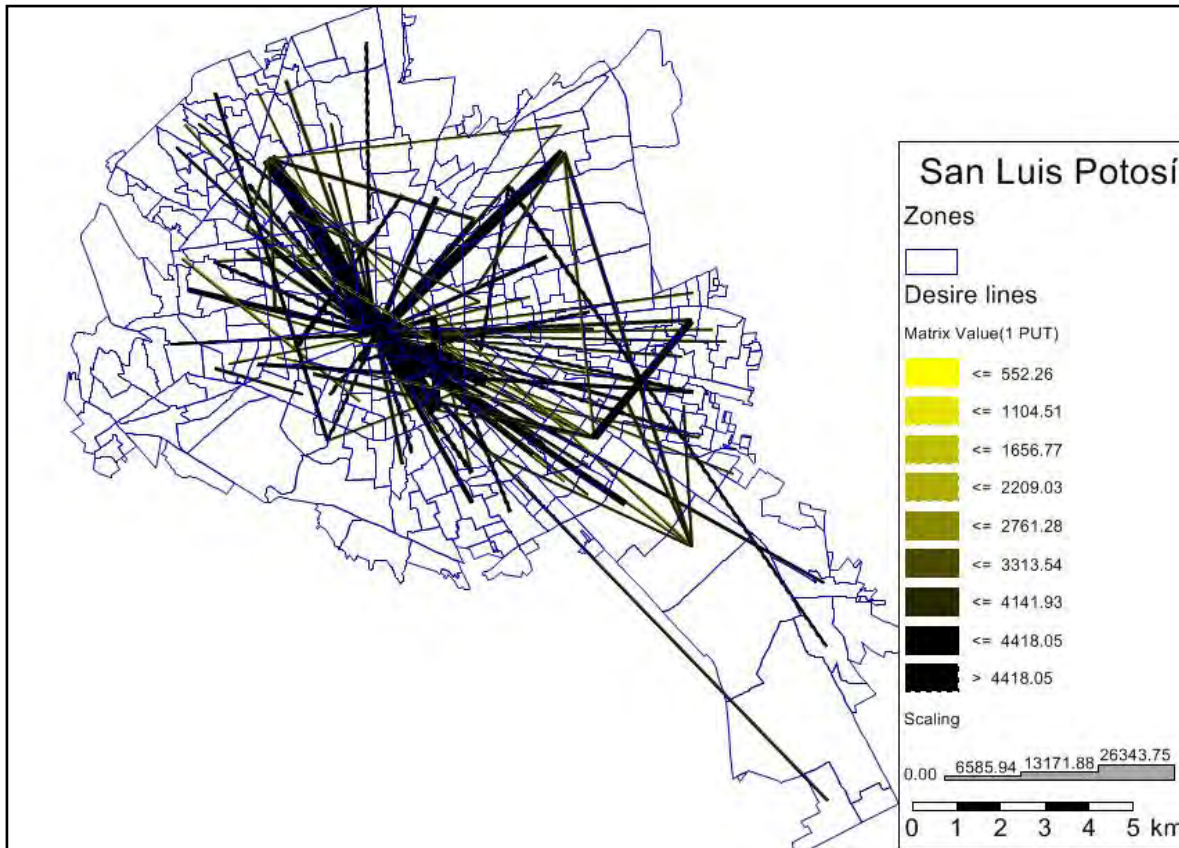 San Luis Potosí
Zones
Desire lines
Matrix Value(1 PUT)
<= 552.26
<= 1104.51
<= 1656.77
<= 2209.03
<= 2761.28
<= 3313.54
<= 4141.93
<= 4418.05
> 4418.05
Scaling
0.00 6585.94 13171.88 26343.75
0 1 2 3 4 5 km